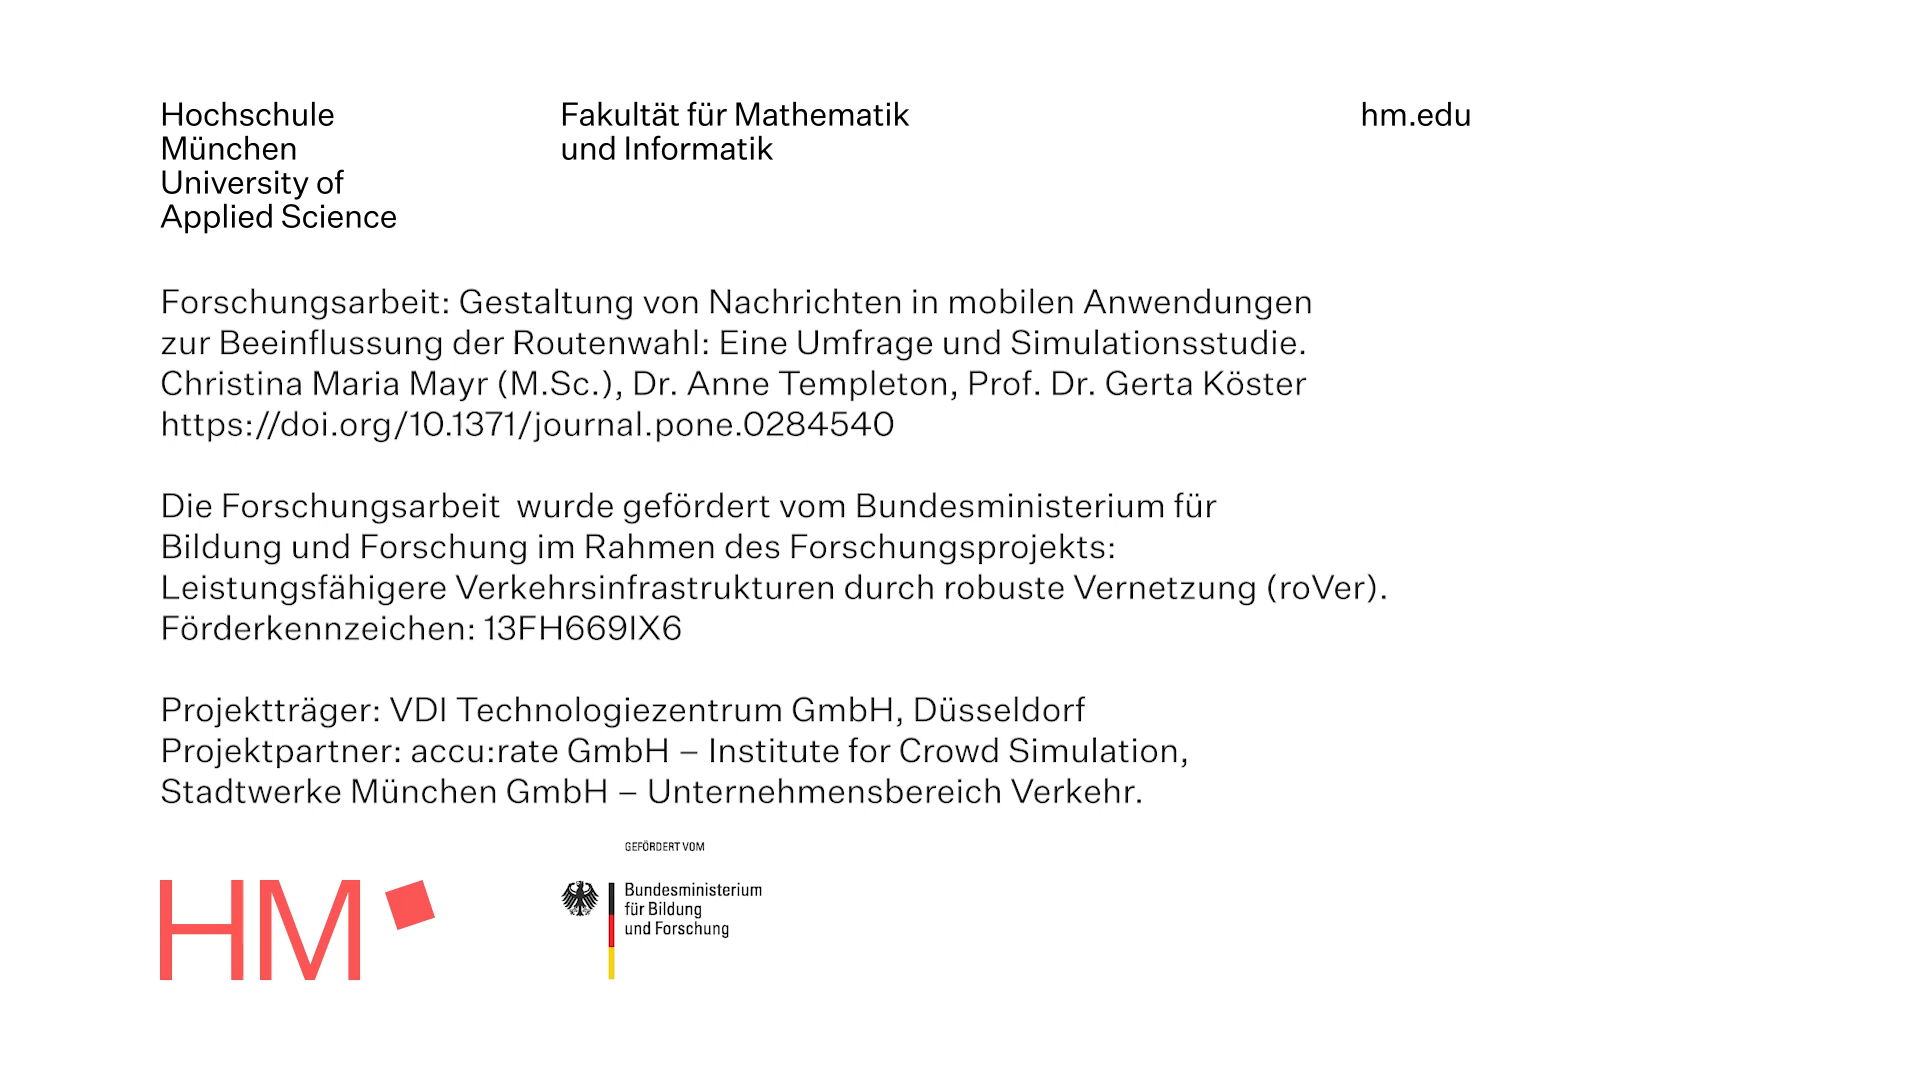 Hochschule
München
University of
Applied Science
Fakultät für Mathematik
und Informatik
hm.edu
Forschungsarbeit: Gestaltung von Nachrichten in mobilen Anwendungen
zur Beeinflussung der Routenwahl: Eine Umfrage und Simulationsstudie.
Christina Maria Mayr (M.Sc.), Dr. Anne Templeton, Prof. Dr. Gerta Köster
https://doi.org/10.1371/journal.pone.0284540
Die Forschungsarbeit  wurde gefördert vom Bundesministerium für
Bildung und Forschung im Rahmen des Forschungsprojekts:
Leistungsfähigere Verkehrsinfrastrukturen durch robuste Vernetzung (roVer).
Förderkennzeichen: 13FH669IX6
Projektträger: VDI Technologiezentrum GmbH, Düsseldorf
Projektpartner: accu:rate GmbH – Institute for Crowd Simulation,
Stadtwerke München GmbH – Unternehmensbereich Verkehr.
HM
GEFÖRDERT VOM
Bundesministerium
für Bildung
und Forschung